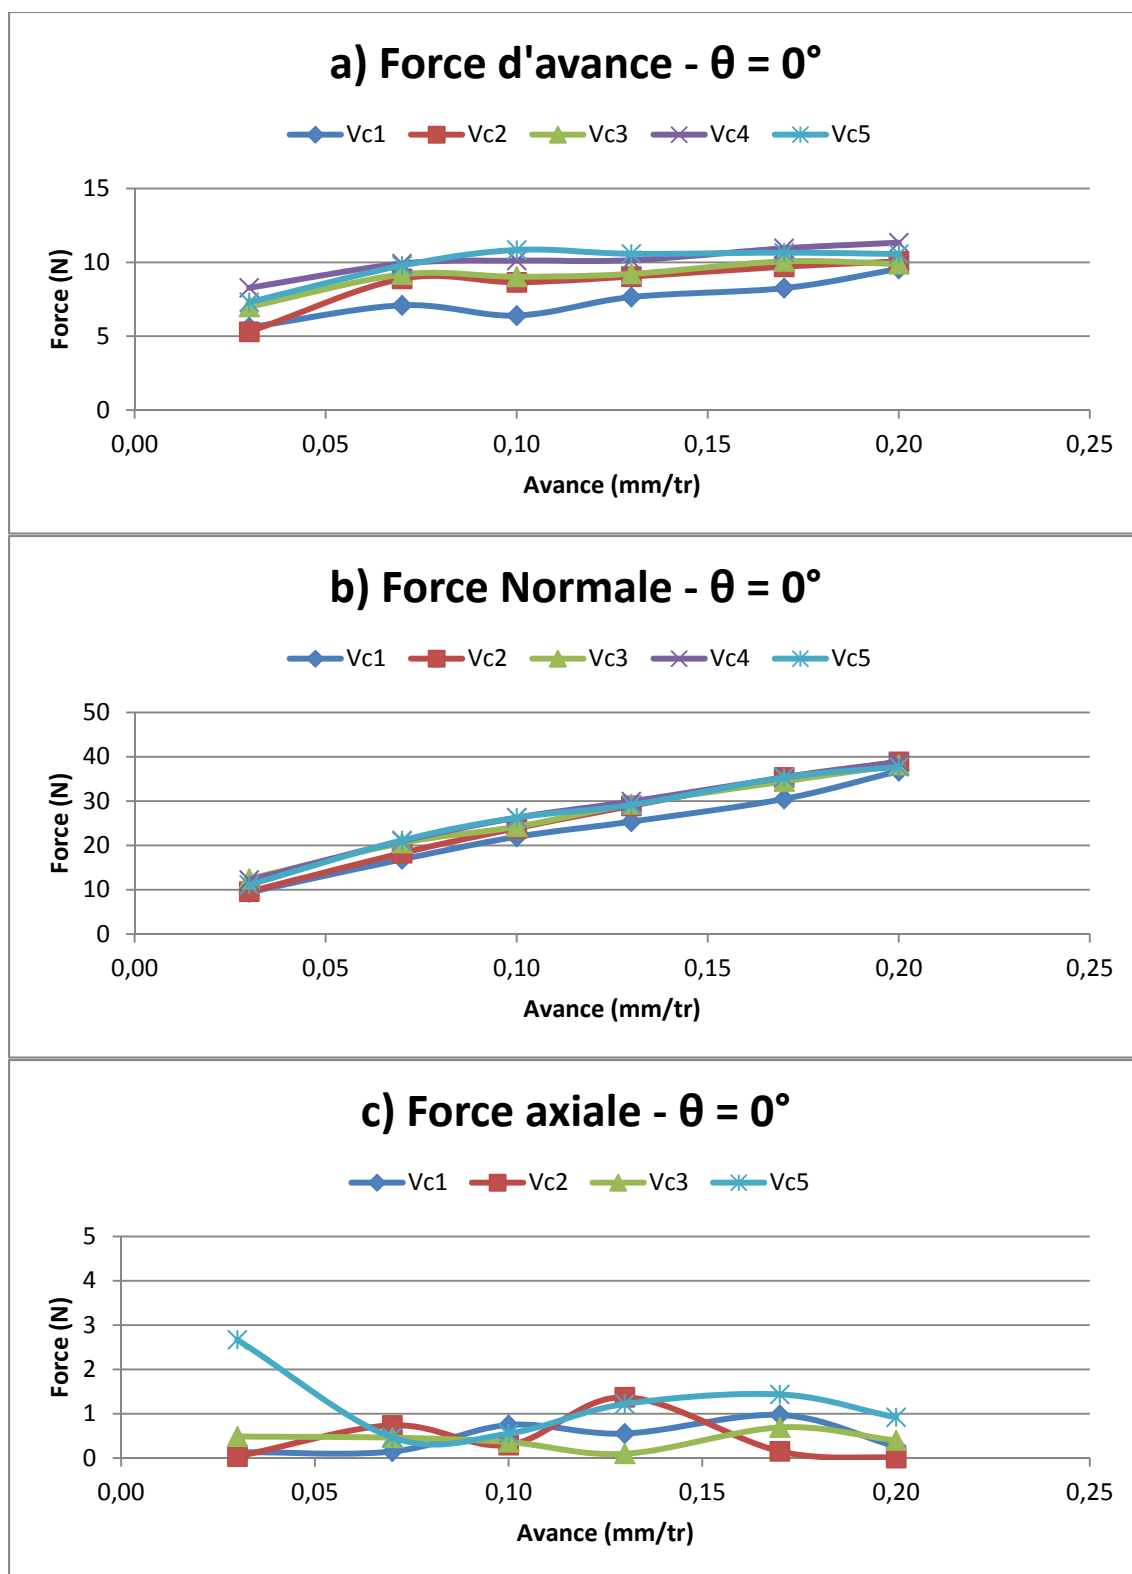 a) Force d'avance - θ = 0°
Vc1 Vc2 Vc3 Vc4 Vc5
15
10
5
0
Force (N)
0,00 0,05 0,10 0,15 0,20 0,25
Avance (mm/tr)
b) Force Normale - θ = 0°
Vc1 Vc2 Vc3 Vc4 Vc5
50
40
30
20
10
0
Force (N)
0,00 0,05 0,10 0,15 0,20 0,25
Avance (mm/tr)
c) Force axiale - θ = 0°
Vc1 Vc2 Vc3 Vc5
5
4
3
2
1
0
Force (N)
0,00 0,05 0,10 0,15 0,20 0,25
Avance (mm/tr)